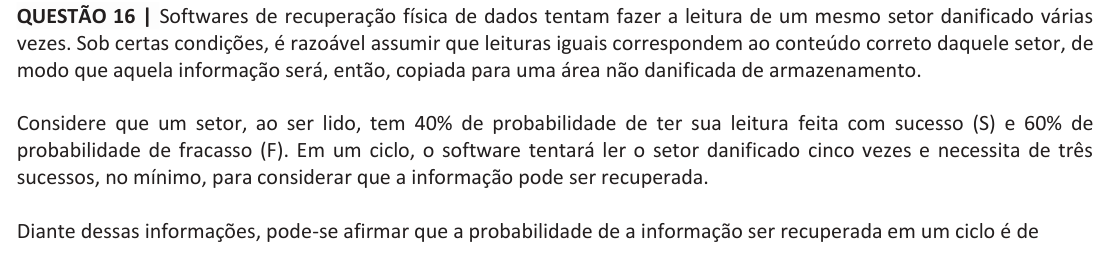 QUESTÃO 16 | Softwares de recuperação física de dados tentam fazer a leitura de um mesmo setor danificado várias
vezes. Sob certas condições, é razoável assumir que leituras iguais correspondem ao conteúdo correto daquele setor, de
modo que aquela informação será, então, copiada para uma área não danificada de armazenamento.
Considere que um setor, ao ser lido, tem 40% de probabilidade de ter sua leitura feita com sucesso (S) e 60% de
probabilidade de fracasso (F). Em um ciclo, o software tentará ler o setor danificado cinco vezes e necessita de três
sucessos, no mínimo, para considerar que a informação pode ser recuperada.
Diante dessas informações, pode-se afirmar que a probabilidade de a informação ser recuperada em um ciclo é de